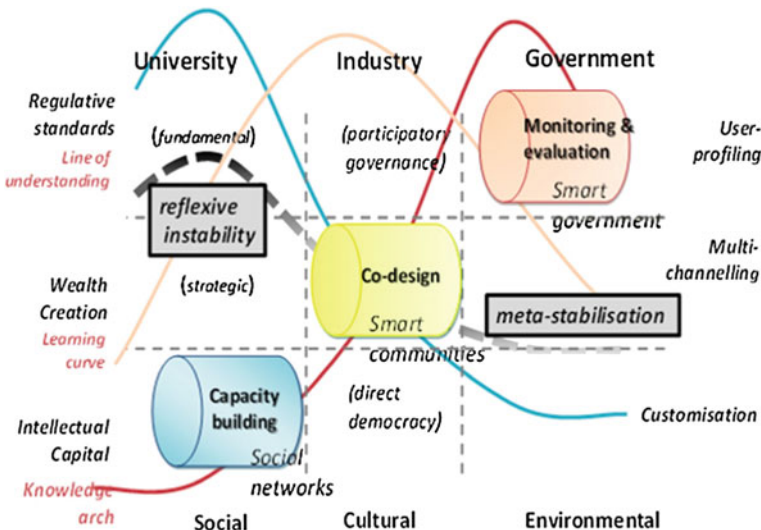 University Industry Government
Regulative
standards
Line of
understanding
(fundamental)
(participatory
governance)
Monitoring &
evaluation
Smart
government
User-
profiling
reflexive
instability
Multi-
channelling
Wealth
Creation
Learning
curve
(strategic)
Co-design
Smart
communities
meta-stabilisation
Capacity
building
Social
networks
(direct
democracy)
Customisation
Intellectual
Capital
Knowledge
arch
Social Cultural Environmental